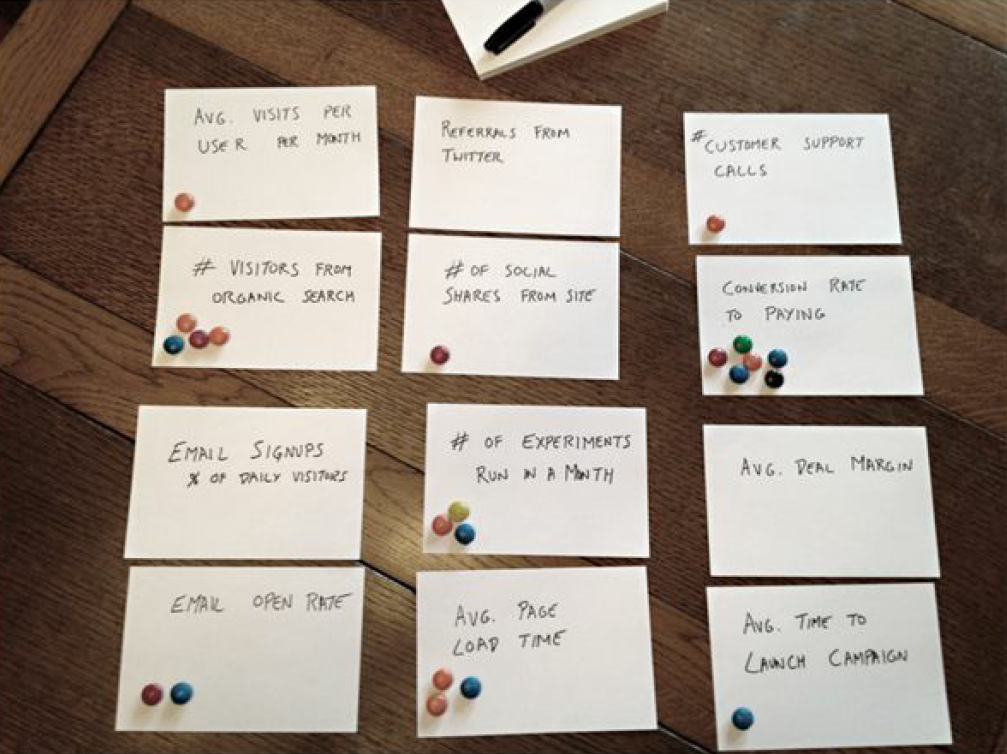 AVG. VISITS PER
USER PER MONTH
REFERRALS FROM
TWITTER
# CUSTOMER SUPPORT
CALLS
# VISITORS FROM
ORGANIC SEARCH
# OF SOCIAL
SHARES FROM SITE
CONVERSION RATE
TO PAYING
EMAIL SIGNUPS
% OF DAILY VISITORS
# OF EXPERIMENTS
RUN IN A MONTH
AVG. DEAL MARGIN
EMAIL OPEN RATE
AVG. PAGE
LOAD TIME
AVG. TIME TO
LAUNCH CAMPAIGN